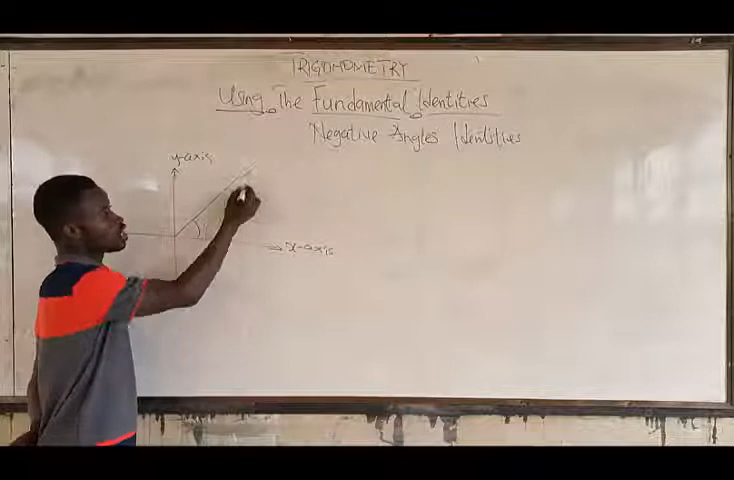 TRIGONOMETRY
Using The Fundamental Identities
Negative Angles Identities
y-axis
x-axis